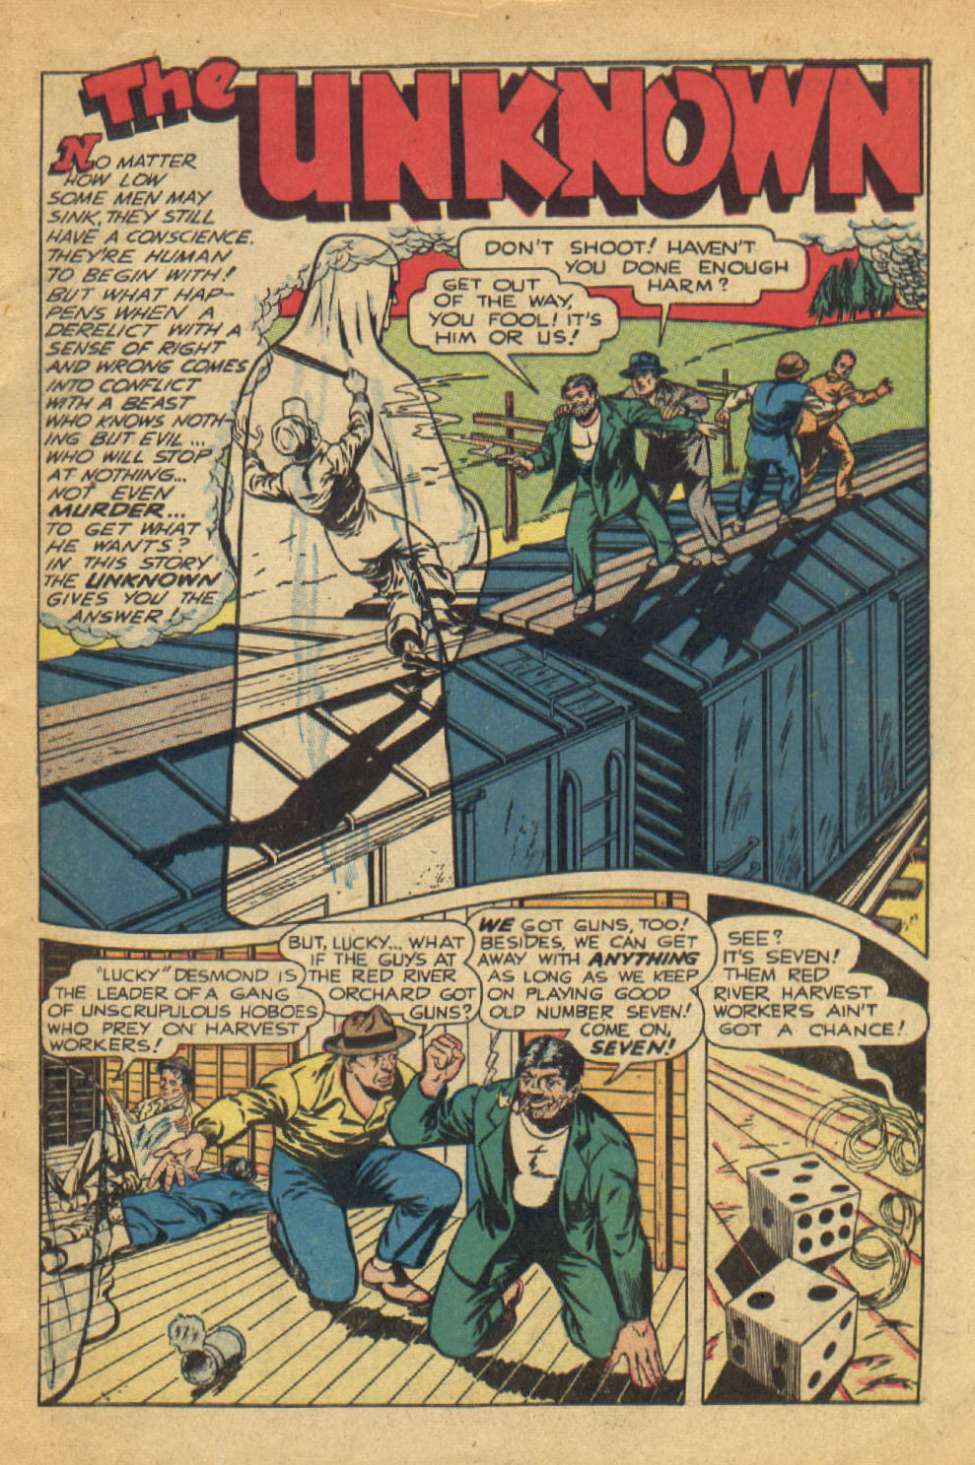 The UNKNOWN
NO MATTER
HOW LOW
SOME MEN MAY
SINK, THEY STILL
HAVE A CONSCIENCE.
THEY'RE HUMAN
TO BEGIN WITH!
BUT WHAT HAP-
PENS WHEN A
DERELICT WITH A
SENSE OF RIGHT
AND WRONG COMES
INTO CONFLICT
WITH A BEAST
WHO KNOWS NOTH-
ING BUT EVIL...
WHO WILL STOP
AT NOTHING...
NOT EVEN
MURDER...
TO GET WHAT
HE WANTS?
IN THIS STORY
THE UNKNOWN
GIVES YOU THE
ANSWER!
GET OUT
OF THE WAY,
YOU FOOL! IT'S
HIM OR US!
DON'T SHOOT! HAVEN'T
YOU DONE ENOUGH
HARM?
"LUCKY" DESMOND IS
THE LEADER OF A GANG
OF UNSCRUPULOUS HOBOES
WHO PREY ON HARVEST
WORKERS!
BUT, LUCKY... WHAT
IF THE GUYS AT
THE RED RIVER
ORCHARD GOT
GUNS?
WE GOT GUNS, TOO!
BESIDES, WE CAN GET
AWAY WITH ANYTHING
AS LONG AS WE KEEP
ON PLAYING GOOD
OLD NUMBER SEVEN!
COME ON,
SEVEN!
SEE?
IT'S SEVEN!
THEM RED
RIVER HARVEST
WORKERS AIN'T
GOT A CHANCE!